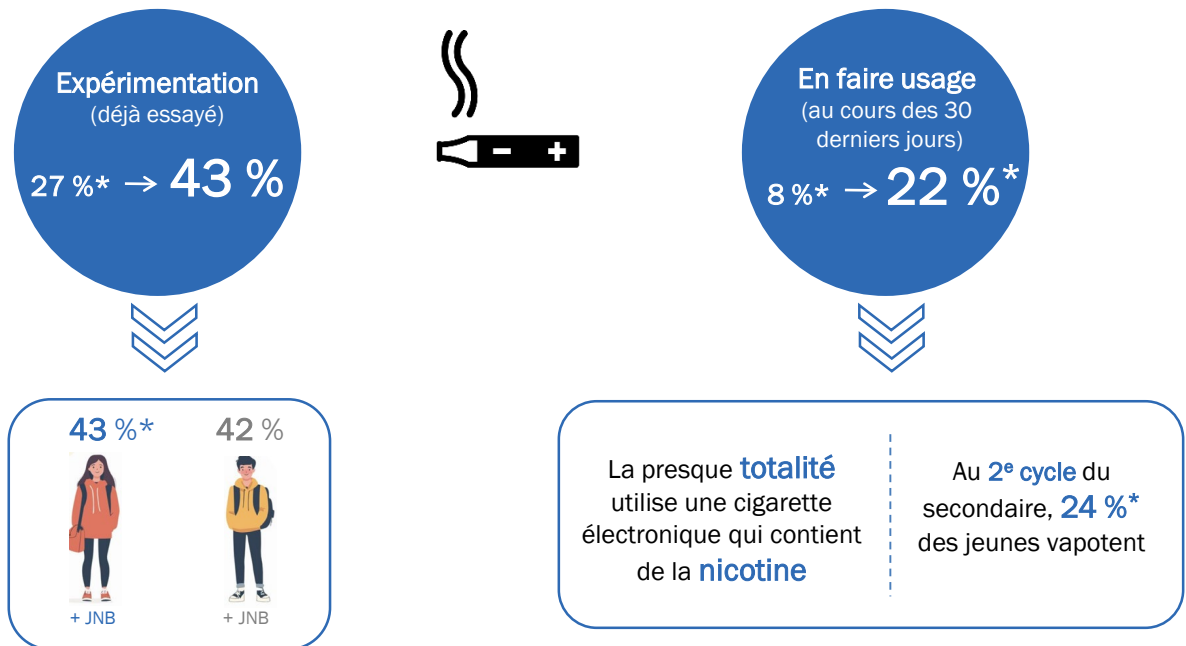 Expérimentation
(déjà essayé)
27 %* → 43 %
En faire usage
(au cours des 30
derniers jours)
8 %* → 22 %*
43 %*
42 %
+ JNB
+ JNB
La presque totalité
utilise une cigarette
électronique qui contient
de la nicotine
Au 2ᵉ cycle du
secondaire, 24 %*
des jeunes vapotent